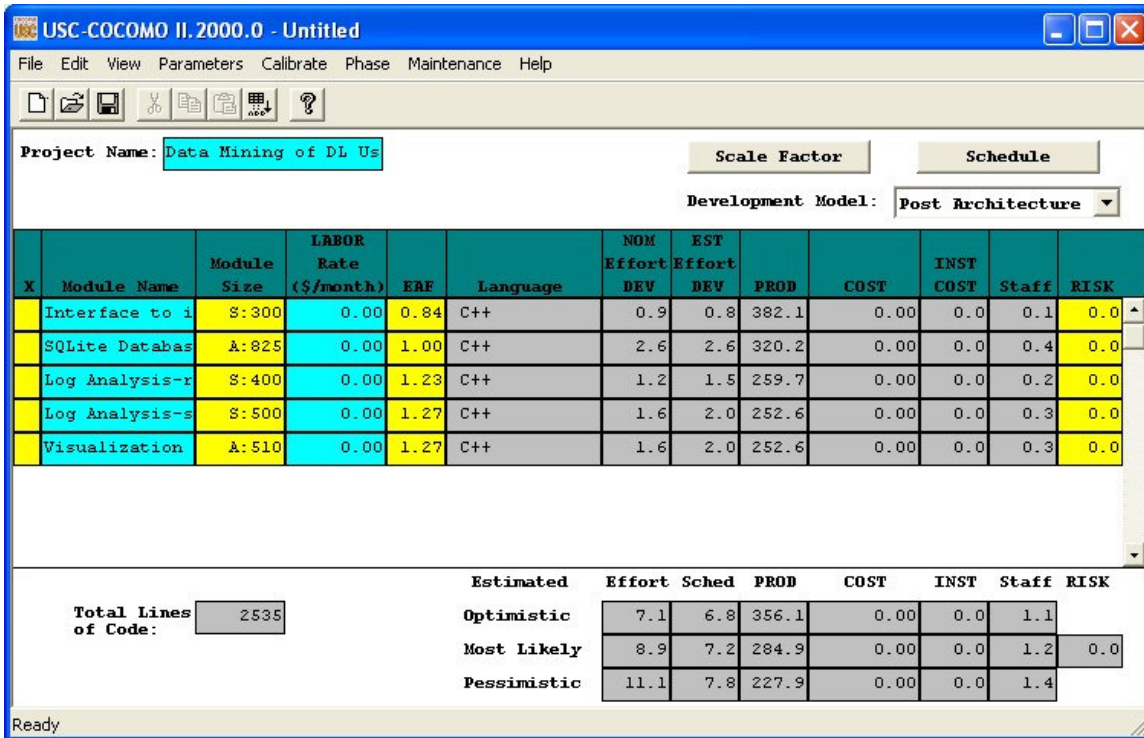 USC-COCOMO II.2000.0 - Untitled
File Edit View Parameters Calibrate Phase Maintenance Help
Project Name: Data Mining of DL Us
Scale Factor Schedule
Development Model: Post Architecture
X Module Name Module Size LABOR Rate ($/month) EAF Language NOM Effort DEV EST Effort DEV PROD COST INST COST Staff RISK
Interface to i S:300 0.00 0.84 C++ 0.9 0.8 382.1 0.00 0.0 0.1 0.0
SQLite Databas A:825 0.00 1.00 C++ 2.6 2.6 320.2 0.00 0.0 0.4 0.0
Log Analysis-r S:400 0.00 1.23 C++ 1.2 1.5 259.7 0.00 0.0 0.2 0.0
Log Analysis-s S:500 0.00 1.27 C++ 1.6 2.0 252.6 0.00 0.0 0.3 0.0
Visualization A:510 0.00 1.27 C++ 1.6 2.0 252.6 0.00 0.0 0.3 0.0
Estimated Effort Sched PROD COST INST Staff RISK
Total Lines of Code: 2535
Optimistic 7.1 6.8 356.1 0.00 0.0 1.1
Most Likely 8.9 7.2 284.9 0.00 0.0 1.2 0.0
Pessimistic 11.1 7.8 227.9 0.00 0.0 1.4
Ready